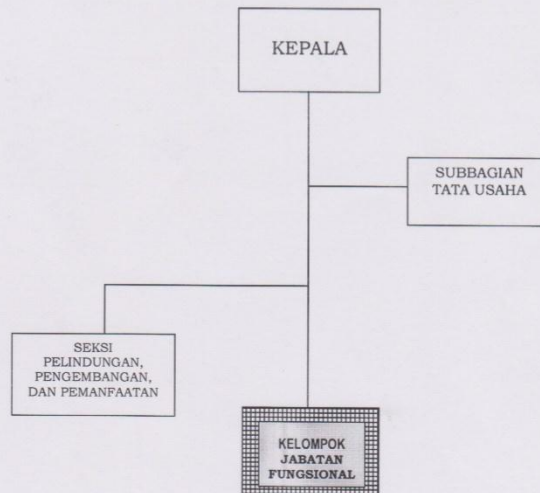 KEPALA
SUBBAGIAN
TATA USAHA
SEKSI
PELINDUNGAN,
PENGEMBANGAN,
DAN PEMANFAATAN
KELOMPOK
JABATAN
FUNGSIONAL